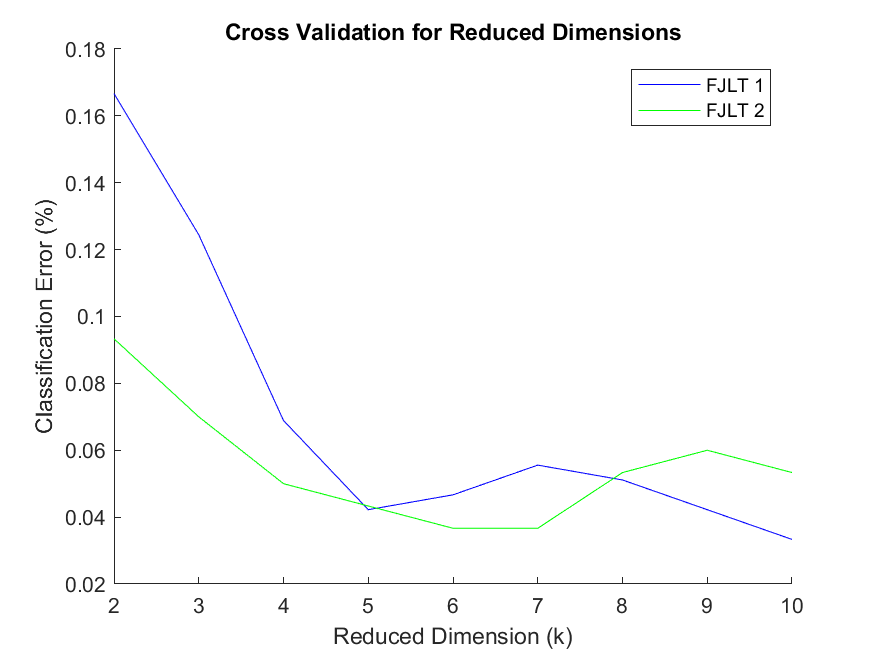 Cross Validation for Reduced Dimensions
FJLT 1
FJLT 2
0.18
0.16
0.14
0.12
0.1
0.08
0.06
0.04
0.02
Classification Error (%)
2 3 4 5 6 7 8 9 10
Reduced Dimension (k)